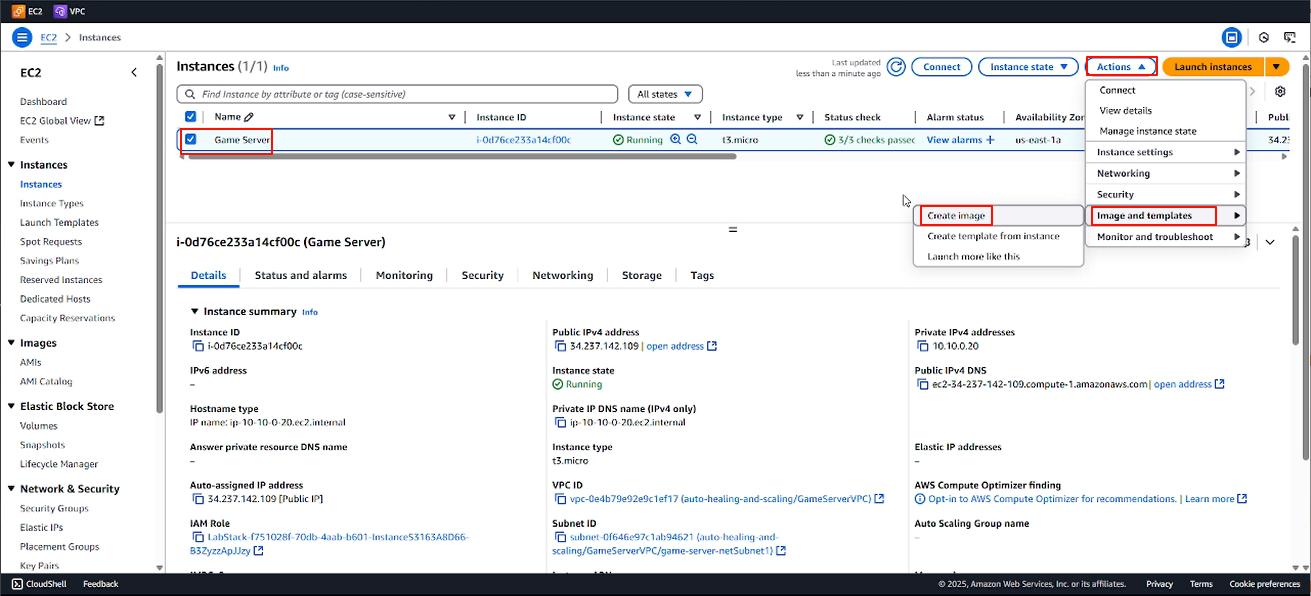 EC2 VPC
EC2 > Instances
EC2
Dashboard
EC2 Global View
Events
Instances
Instances
Instance Types
Launch Templates
Spot Requests
Savings Plans
Reserved Instances
Dedicated Hosts
Capacity Reservations
Images
AMIs
AMI Catalog
Elastic Block Store
Volumes
Snapshots
Lifecycle Manager
Network & Security
Security Groups
Elastic IPs
Placement Groups
Key Pairs
Instances (1/1) Info
Last updated
less than a minute ago
Connect
Instance state
Actions
Launch instances
Find Instance by attribute or tag (case-sensitive)
All states
Name Instance ID Instance state Instance type Status check Alarm status Availability Zon Publ
Game Server i-0d76ce233a14cf00c Running t3.micro 3/3 checks passec View alarms + us-east-1a 34.2
Connect
View details
Manage instance state
Instance settings
Networking
Security
Image and templates
Monitor and troubleshoot
Create image
Create template from instance
Launch more like this
i-0d76ce233a14cf00c (Game Server)
Details Status and alarms Monitoring Security Networking Storage Tags
Instance summary Info
Instance ID
i-0d76ce233a14cf00c
IPv6 address
–
Hostname type
IP name: ip-10-10-0-20.ec2.internal
Answer private resource DNS name
–
Auto-assigned IP address
34.237.142.109 [Public IP]
IAM Role
LabStack-f751028f-70db-4aab-b601-InstanceS3163A8D66-
B3ZyzzApJJzy
Public IPv4 address
34.237.142.109 | open address
Instance state
Running
Private IP DNS name (IPv4 only)
ip-10-10-0-20.ec2.internal
Instance type
t3.micro
VPC ID
vpc-0e4b79e92e9c1ef17 (auto-healing-and-scaling/GameServerVPC)
Subnet ID
subnet-0f646e97c1ab94621 (auto-healing-and-
scaling/GameServerVPC/game-server-netSubnet1)
Private IPv4 addresses
10.10.0.20
Public IPv4 DNS
ec2-34-237-142-109.compute-1.amazonaws.com | open address
Elastic IP addresses
–
AWS Compute Optimizer finding
Opt-in to AWS Compute Optimizer for recommendations. | Learn more
Auto Scaling Group name
–
CloudShell Feedback
© 2025, Amazon Web Services, Inc. or its affiliates. Privacy Terms Cookie preferences